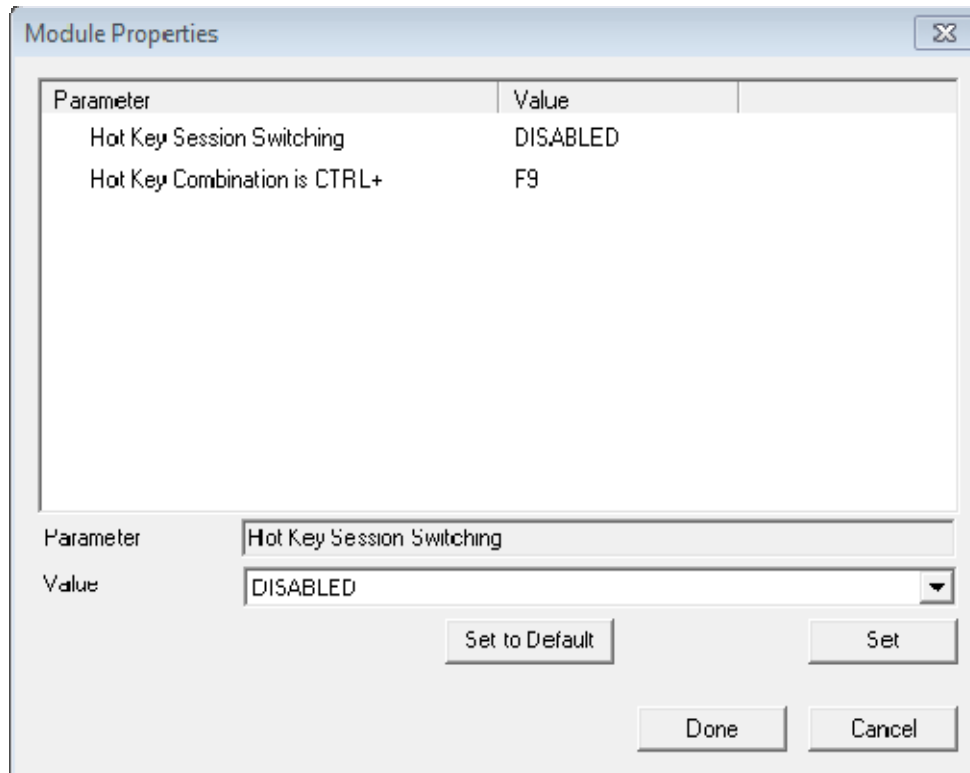 Module Properties
Parameter Value
Hot Key Session Switching DISABLED
Hot Key Combination is CTRL+ F9
Parameter Hot Key Session Switching
Value DISABLED
Set to Default Set
Done Cancel